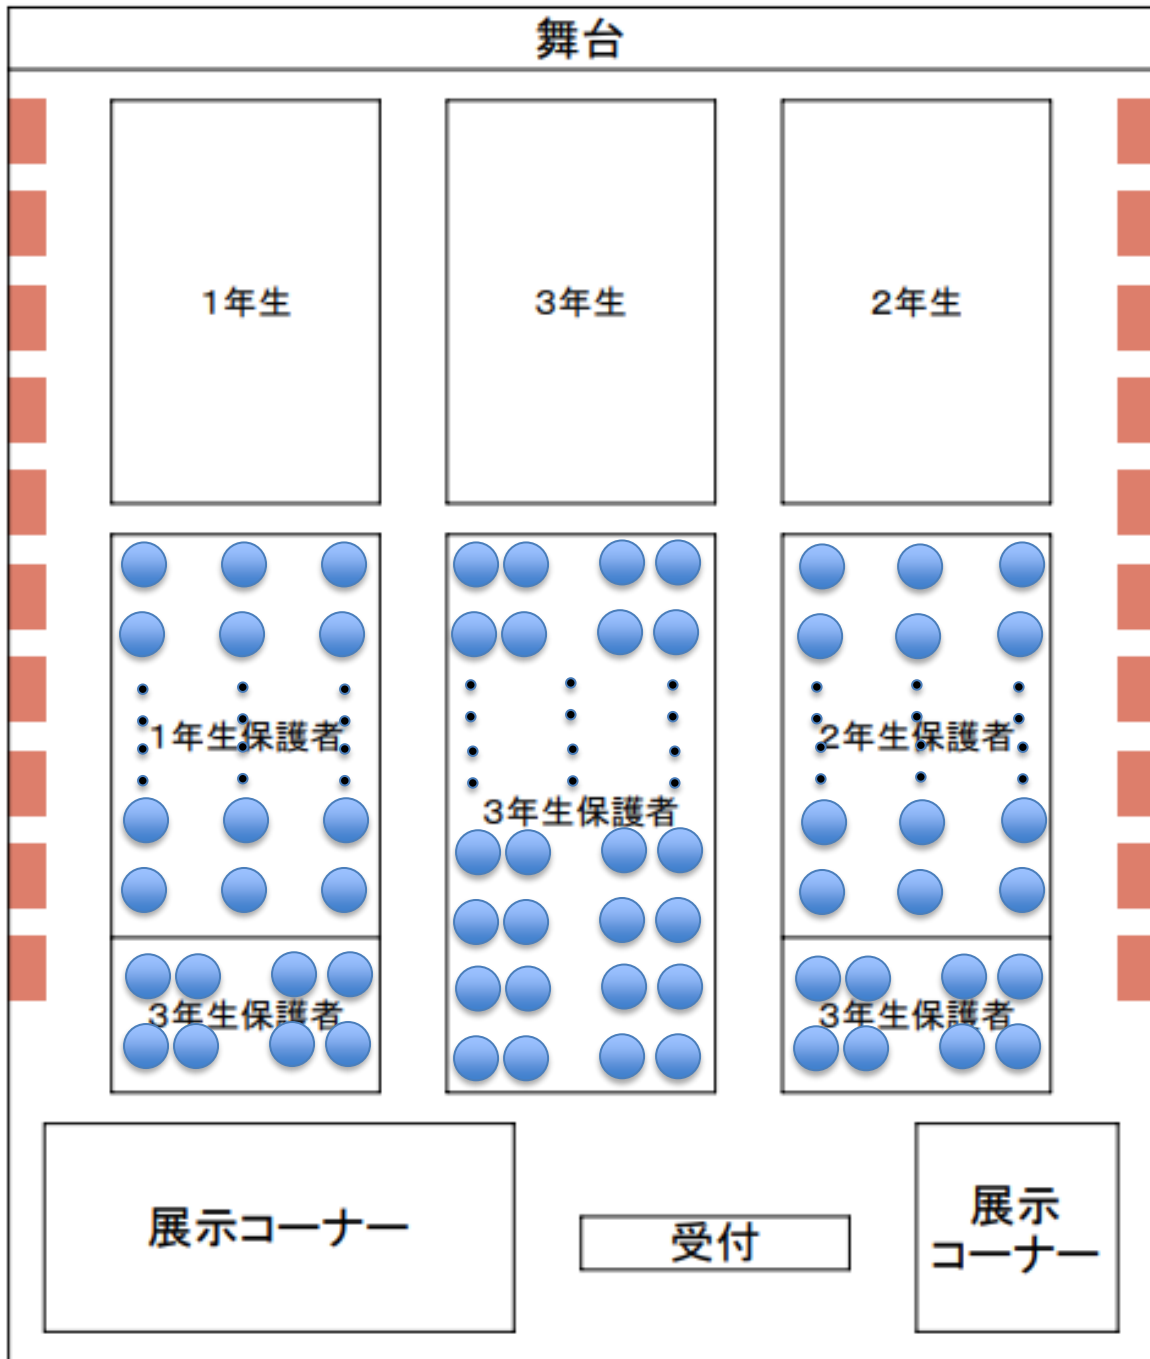 舞台
1年生
3年生
2年生
1年生保護者
2年生保護者
3年生保護者
3年生保護者
3年生保護者
展示コーナー
受付
展示
コーナー